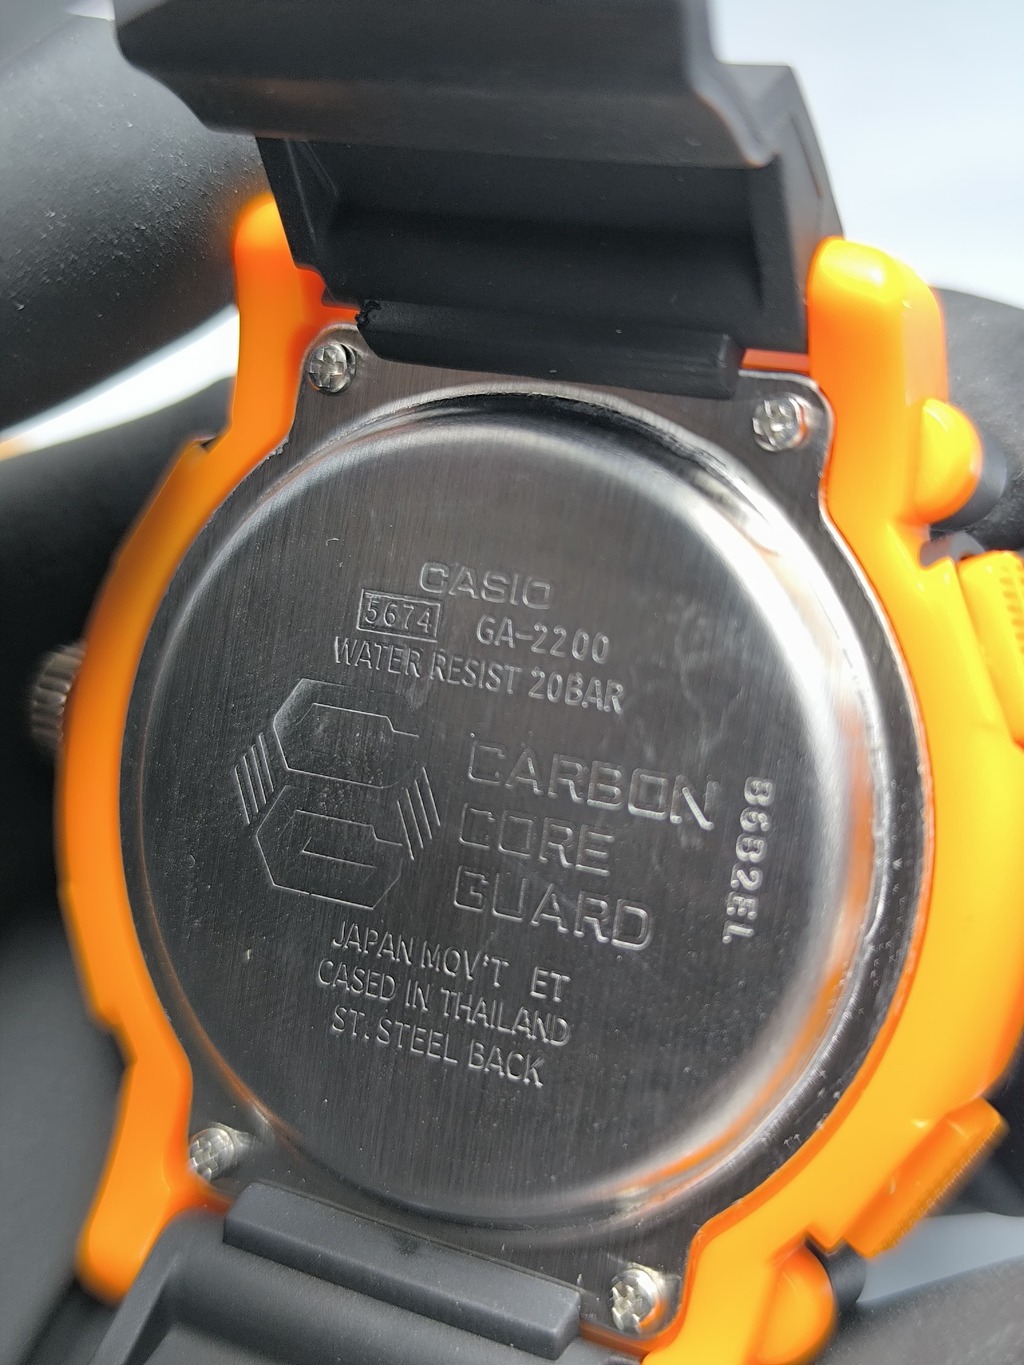 CASIO
5674 GA-2200
WATER RESIST 20BAR
CARBON
CORE
GUARD
JAPAN MOV'T ET
CASED IN THAILAND
ST. STEEL BACK